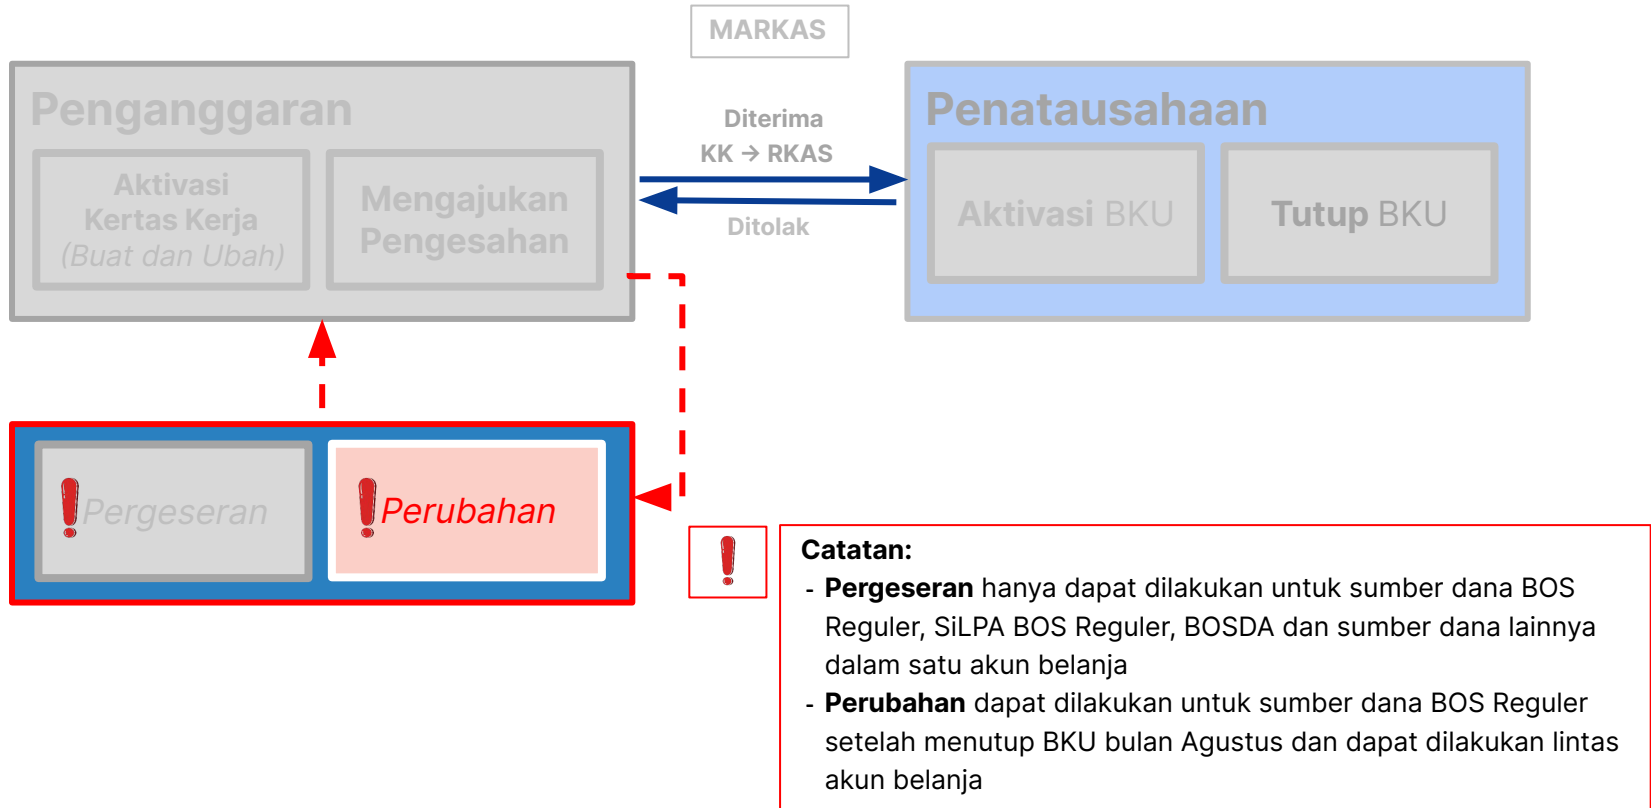 MARKAS
Penganggaran
Aktivasi
Kertas Kerja
(Buat dan Ubah)
Mengajukan
Pengesahan
Diterima
KK → RKAS
Ditolak
Penatausahaan
Aktivasi BKU
Tutup BKU
Pergeseran
Perubahan
Catatan:
- Pergeseran hanya dapat dilakukan untuk sumber dana BOS
Reguler, SiLPA BOS Reguler, BOSDA dan sumber dana lainnya
dalam satu akun belanja
- Perubahan dapat dilakukan untuk sumber dana BOS Reguler
setelah menutup BKU bulan Agustus dan dapat dilakukan lintas
akun belanja